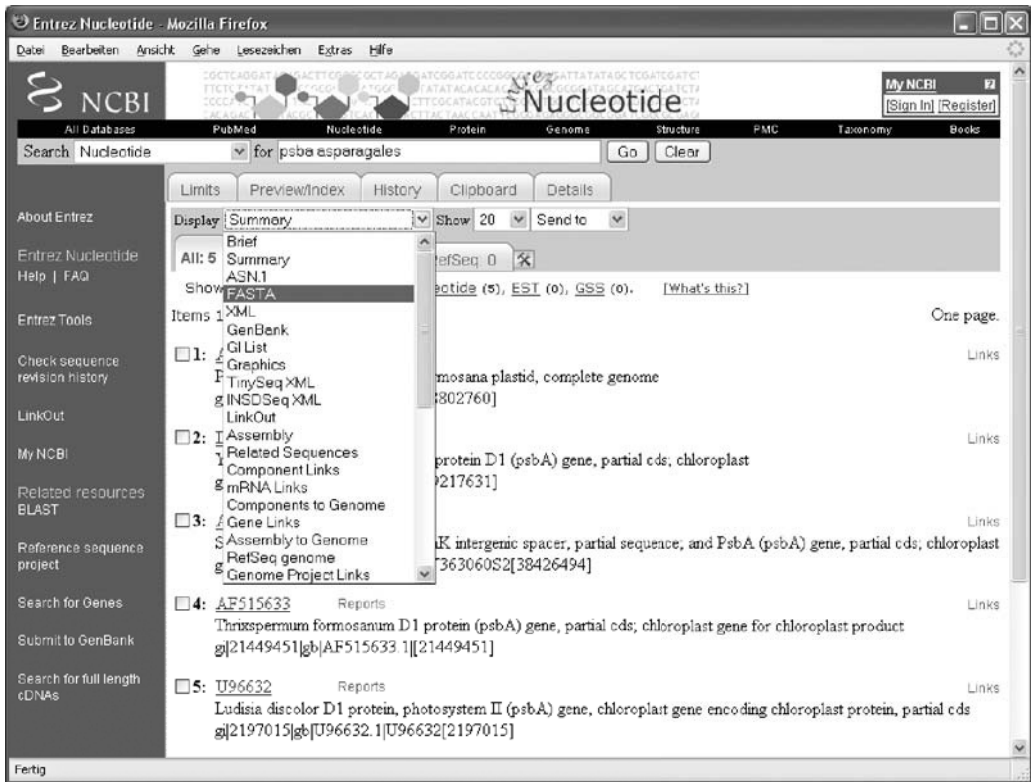 Entrez Nucleotide - Mozilla Firefox
Datei Bearbeiten Ansicht Gehe Lesezeichen Extras Hilfe
NCBI
Entrez
Nucleotide
My NCBI
[Sign In] [Register]
All Databases PubMed Nucleotide Protein Genome Structure PMC Taxonomy Books
Search Nucleotide for psba asparagales Go Clear
Limits Preview/Index History Clipboard Details
About Entrez
Entrez Nucleotide
Help | FAQ
Entrez Tools
Check sequence
revision history
LinkOut
My NCBI
Related resources
BLAST
Reference sequence
project
Search for Genes
Submit to GenBank
Search for full length
cDNAs
Display Summary Show 20 Send to
All: 5 RefSeq: 0
Show (5), EST (0), GSS (0). [What's this?]
Items 1 One page.
Brief
Summary
ASN.1
FASTA
XML
GenBank
GI List
Graphics
TinySeq XML
INSDSeq XML
LinkOut
Assembly
Related Sequences
Component Links
mRNA Links
Components to Genome
Gene Links
Assembly to Genome
RefSeq genome
Genome Project Links
1: Links
plastid, complete genome
802760]
2: Links
protein D1 (psbA) gene, partial cds; chloroplast
217631]
3: Links
intergenic spacer, partial sequence; and PsbA (psbA) gene, partial cds; chloroplast
363060S2[38426494]
4: AF515633 Reports Links
Thrixspermum formosanum D1 protein (psbA) gene, partial cds; chloroplast gene for chloroplast product
gi|21449451|gb|AF515633.1|[21449451]
5: U96632 Reports Links
Ludisia discolor D1 protein, photosystem II (psbA) gene, chloroplast gene encoding chloroplast protein, partial cds
gi|2197015|gb|U96632.1|U96632[2197015]
Fertig